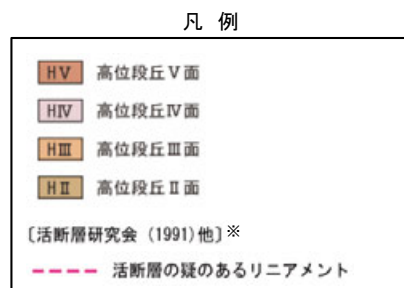 凡 例
HⅤ 高位段丘Ⅴ面
HⅣ 高位段丘Ⅳ面
HⅢ 高位段丘Ⅲ面
HⅡ 高位段丘Ⅱ面
〔活断層研究会（1991)他〕※
活断層の疑のあるリニアメント